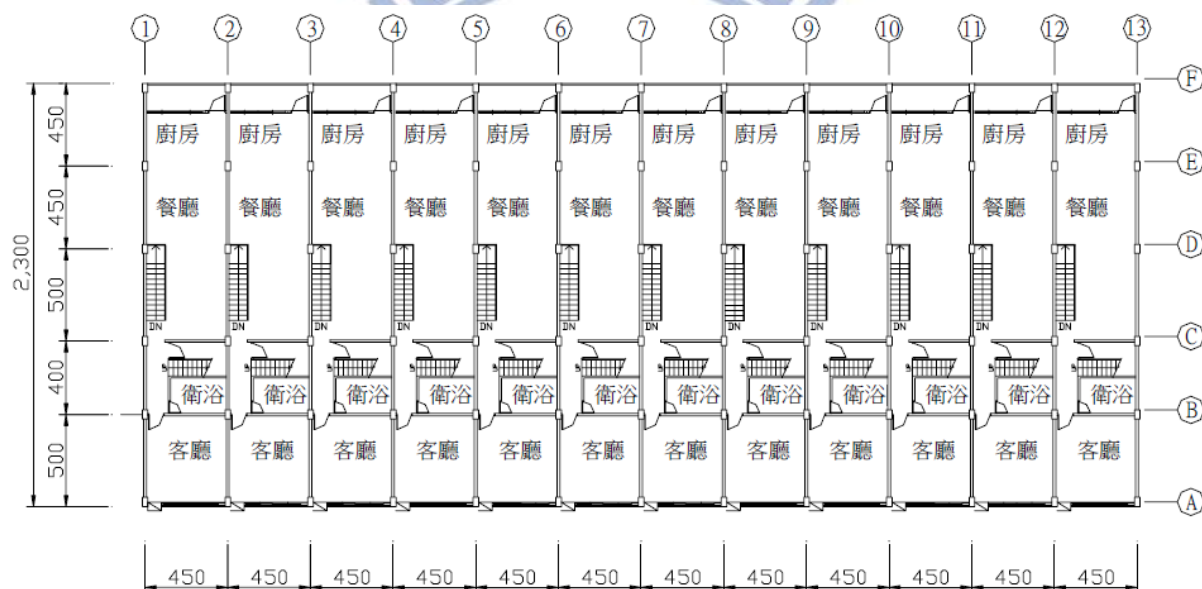 1 2 3 4 5 6 7 8 9 10 11 12 13
F
450
廚房 廚房 廚房 廚房 廚房 廚房 廚房 廚房 廚房 廚房 廚房 廚房
E
450
餐廳 餐廳 餐廳 餐廳 餐廳 餐廳 餐廳 餐廳 餐廳 餐廳 餐廳 餐廳
D
2,300
500
DN DN DN DN DN DN DN DN DN DN DN DN
C
400
衛浴 衛浴 衛浴 衛浴 衛浴 衛浴 衛浴 衛浴 衛浴 衛浴 衛浴 衛浴
B
500
客廳 客廳 客廳 客廳 客廳 客廳 客廳 客廳 客廳 客廳 客廳 客廳
A
450 450 450 450 450 450 450 450 450 450 450 450